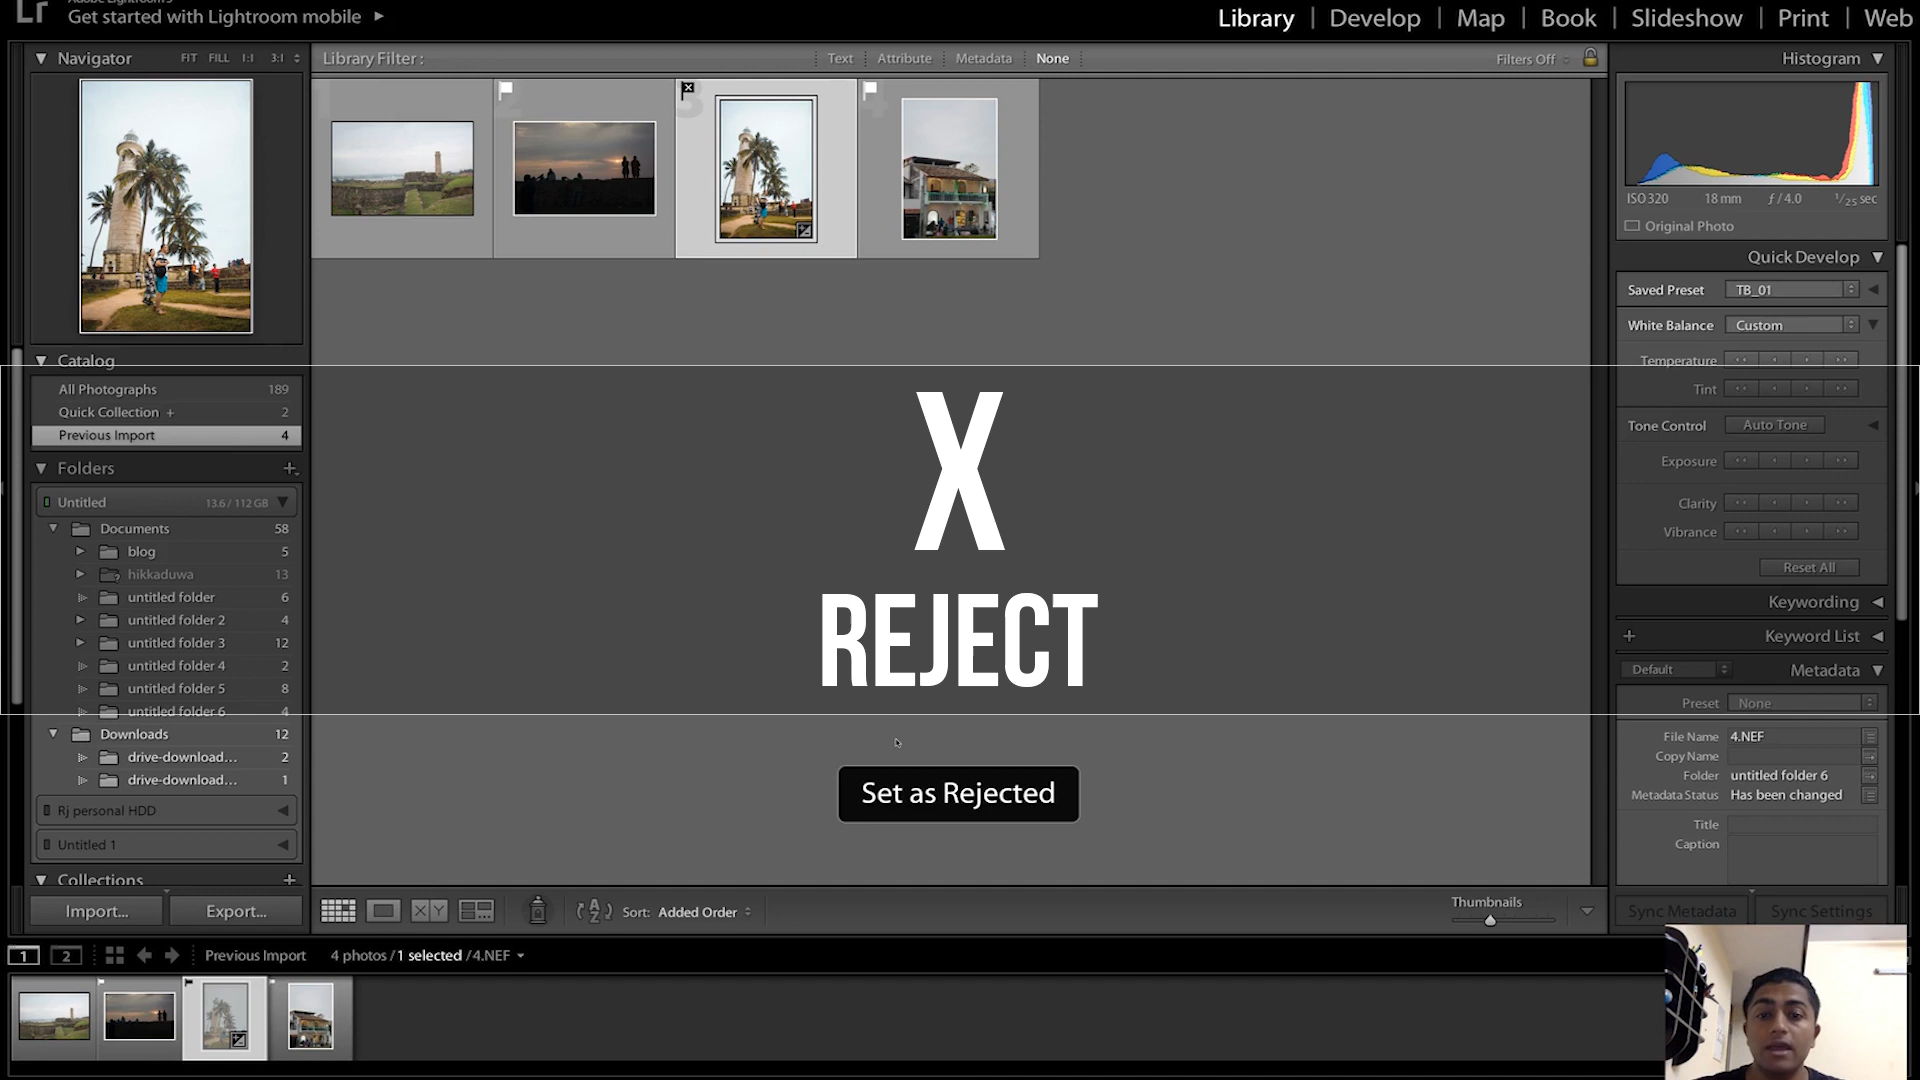 Lr
Get started with Lightroom mobile
Library | Develop | Map | Book | Slideshow | Print | Web
Navigator FIT FILL 1:1 3:1
Library Filter : Text Attribute Metadata None Filters Off
Histogram
ISO 320 18 mm ƒ / 4.0 1/25 sec
Original Photo
Quick Develop
Saved Preset TB_01
White Balance Custom
Temperature
Tint
Tone Control Auto Tone
Exposure
Clarity
Vibrance
Reset All
Keywording
Keyword List
Default Metadata
Preset None
File Name 4.NEF
Copy Name
Folder untitled folder 6
Metadata Status Has been changed
Title
Caption
Sync Metadata Sync Settings
Catalog
All Photographs 189
Quick Collection + 2
Previous Import 4
Folders
Untitled 13.6 / 112 GB
Documents 58
blog 5
hikkaduwa 13
untitled folder 6
untitled folder 2 4
untitled folder 3 12
untitled folder 4 2
untitled folder 5 8
untitled folder 6 4
Downloads 12
drive-download... 2
drive-download... 1
Rj personal HDD
Untitled 1
Collections
Import... Export...
1 2 3 4
X
REJECT
Set as Rejected
X Y
Sort: Added Order
Thumbnails
1 2 Previous Import 4 photos / 1 selected / 4.NEF